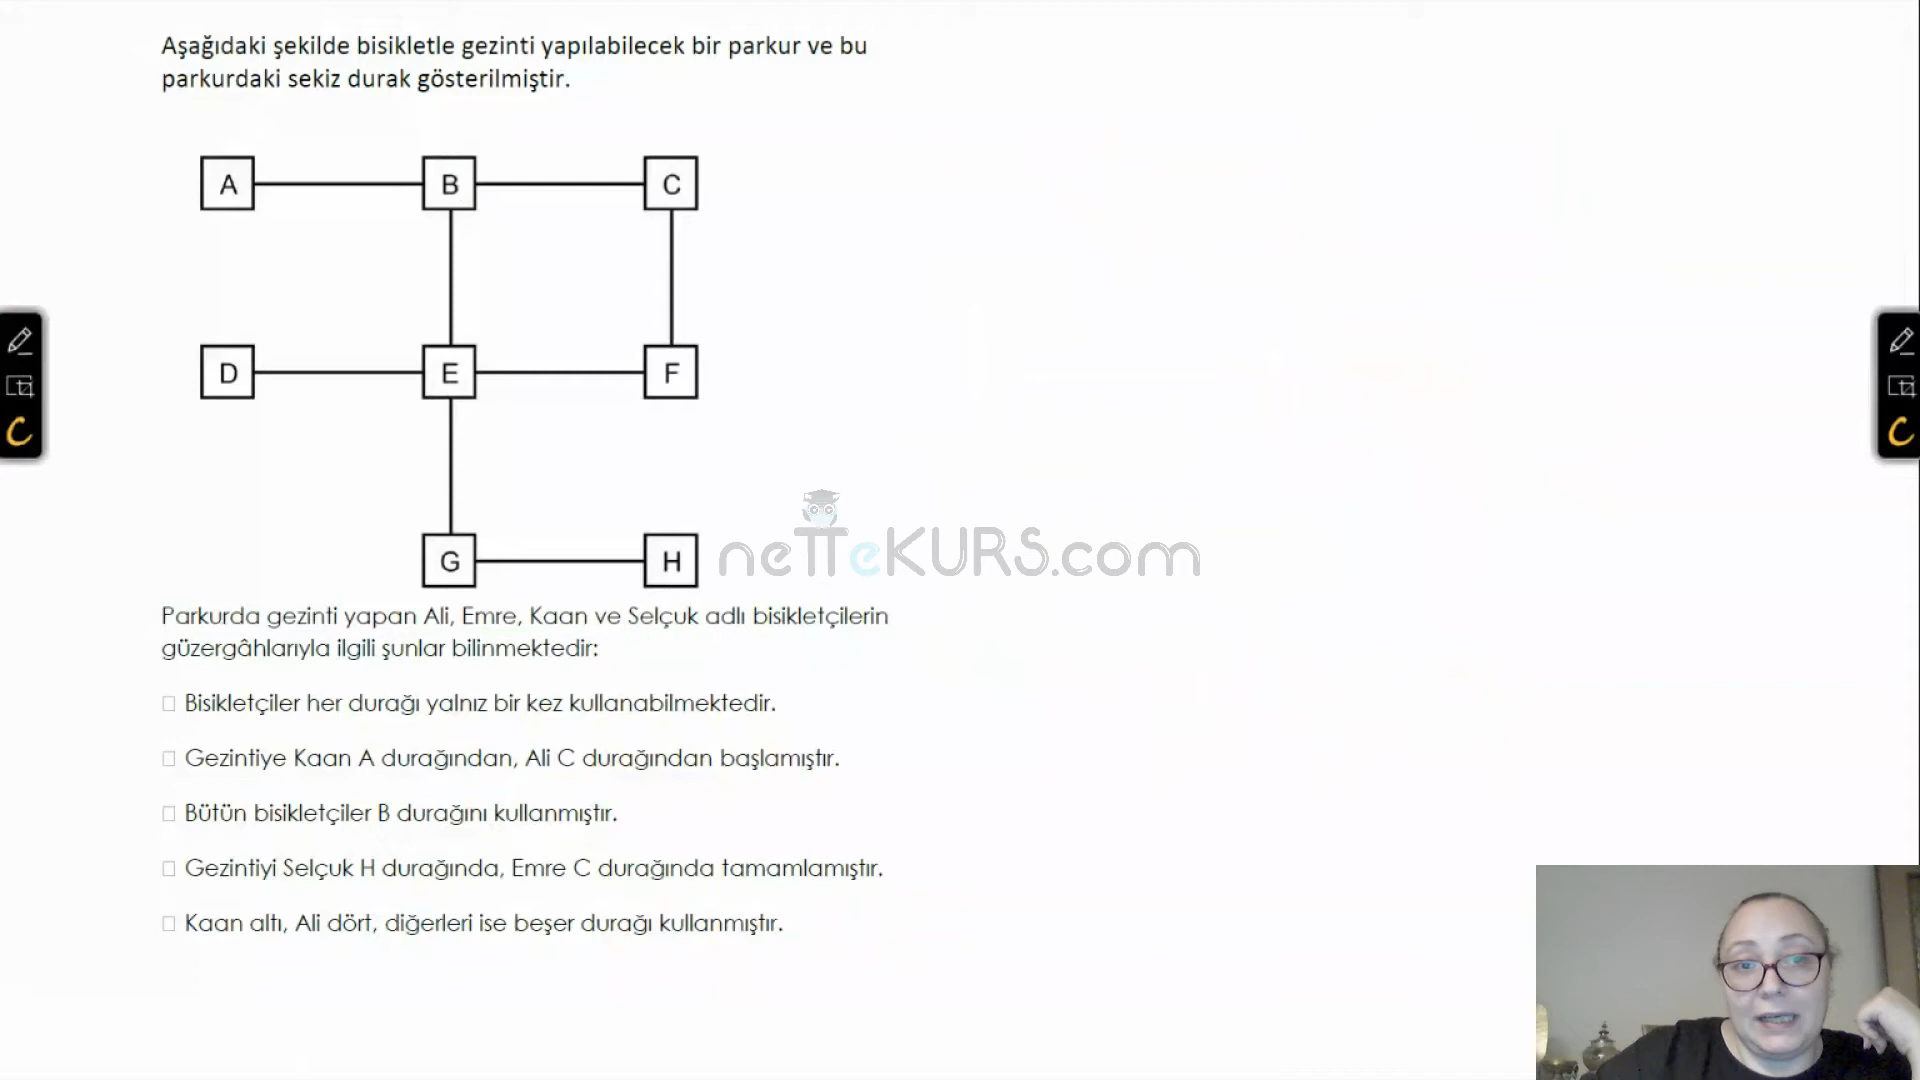 Aşağıdaki şekilde bisikletle gezinti yapılabilecek bir parkur ve bu
parkurdaki sekiz durak gösterilmiştir.
A B C
D E F
G H
netteKURS.com
Parkurda gezinti yapan Ali, Emre, Kaan ve Selçuk adlı bisikletçilerin
güzergâhlarıyla ilgili şunlar bilinmektedir:
Bisikletçiler her durağı yalnız bir kez kullanabilmektedir.
Gezintiye Kaan A durağından, Ali C durağından başlamıştır.
Bütün bisikletçiler B durağını kullanmıştır.
Gezintiyi Selçuk H durağında, Emre C durağında tamamlamıştır.
Kaan altı, Ali dört, diğerleri ise beşer durağı kullanmıştır.